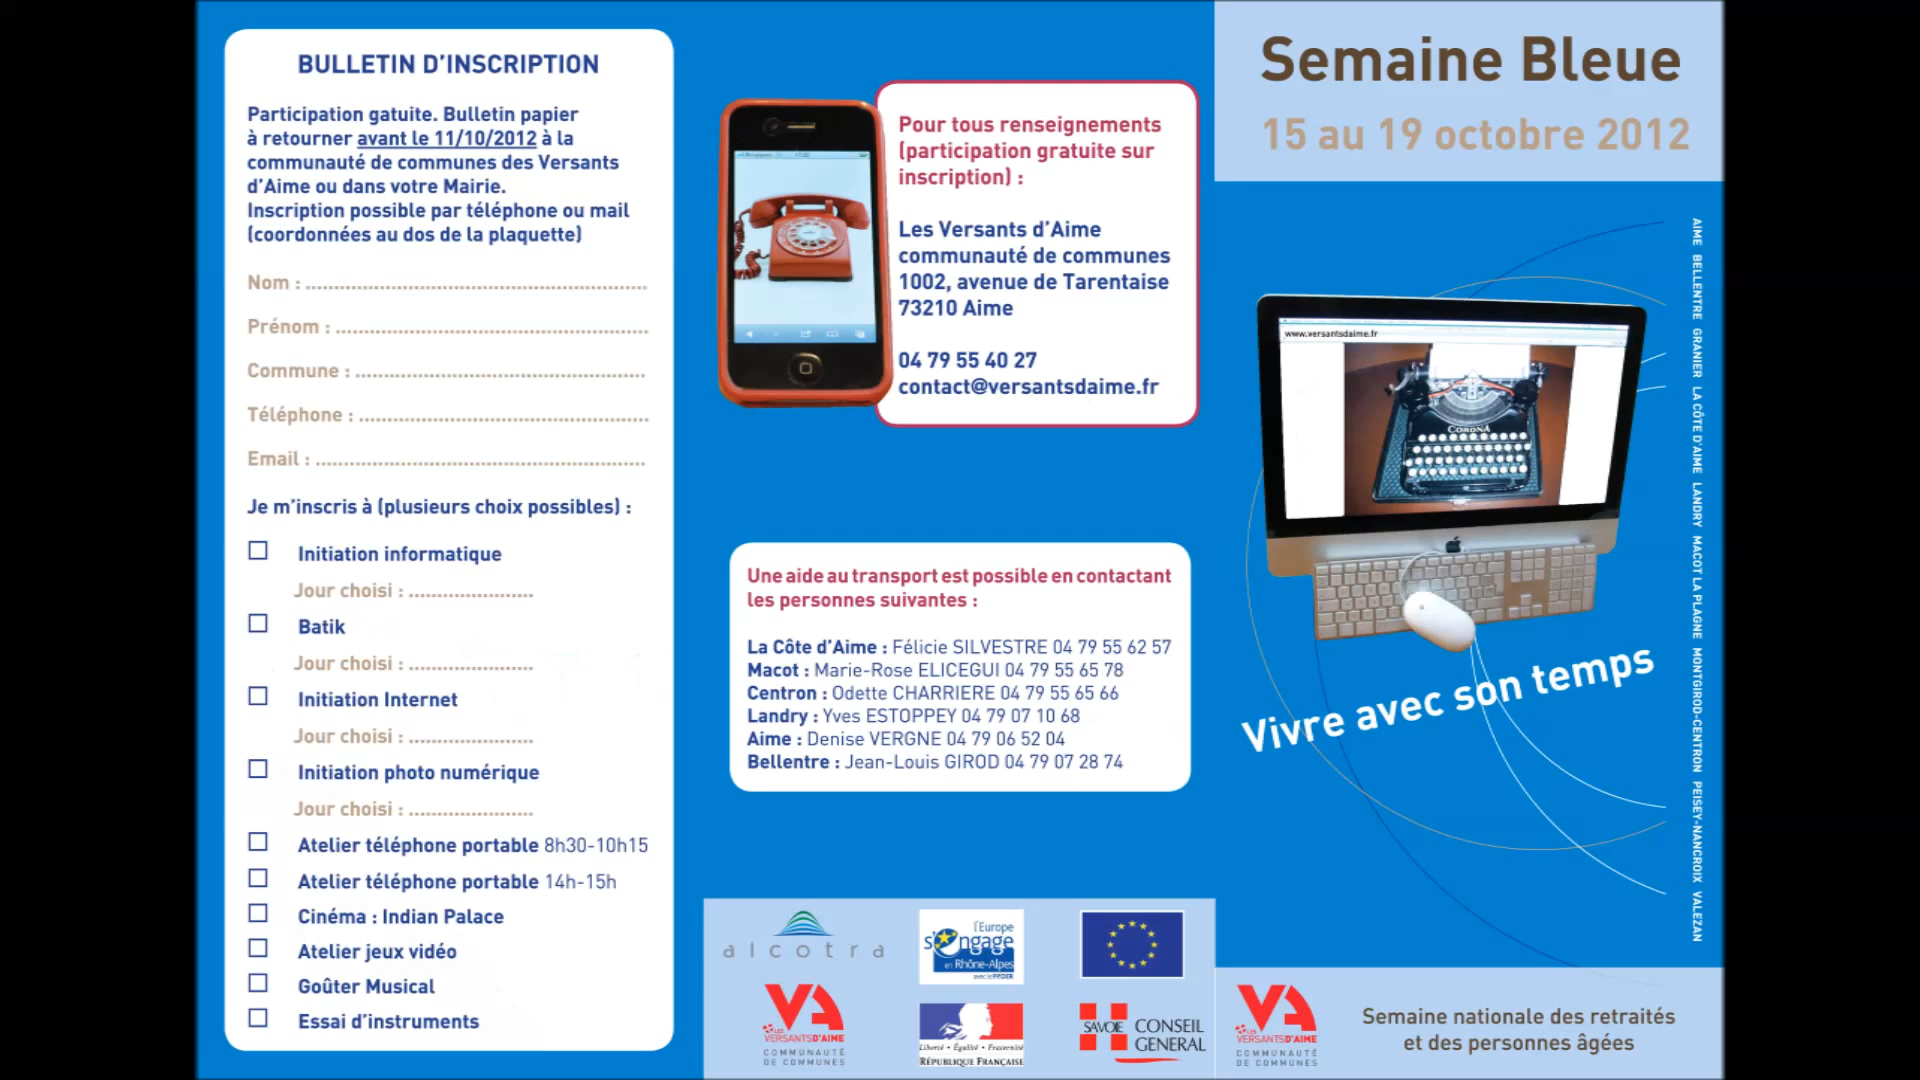 BULLETIN D'INSCRIPTION
Participation gatuite. Bulletin papier
à retourner avant le 11/10/2012 à la
communauté de communes des Versants
d'Aime ou dans votre Mairie.
Inscription possible par téléphone ou mail
(coordonnées au dos de la plaquette)
Nom : ..........
Prénom : ..........
Commune : ..........
Téléphone : ..........
Email : ..........
Je m'inscris à (plusieurs choix possibles) :
Initiation informatique
Jour choisi : ..........
Batik
Jour choisi : ..........
Initiation Internet
Jour choisi : ..........
Initiation photo numérique
Jour choisi : ..........
Atelier téléphone portable 8h30-10h15
Atelier téléphone portable 14h-15h
Cinéma : Indian Palace
Atelier jeux vidéo
Goûter Musical
Essai d'instruments
Pour tous renseignements
(participation gratuite sur
inscription) :
Les Versants d'Aime
communauté de communes
1002, avenue de Tarentaise
73210 Aime
04 79 55 40 27
contact@versantsdaime.fr
Une aide au transport est possible en contactant
les personnes suivantes :
La Côte d'Aime : Félicie SILVESTRE 04 79 55 62 57
Macot : Marie-Rose ELICEGUI 04 79 55 65 78
Centron : Odette CHARRIERE 04 79 55 65 66
Landry : Yves ESTOPPEY 04 79 07 10 68
Aime : Denise VERGNE 04 79 06 52 04
Bellentre : Jean-Louis GIROD 04 79 07 28 74
alcotra
l'Europe
s'engage
en Rhône-Alpes
avec le FEDER
VA
LES
VERSANTS D'AIME
COMMUNAUTÉ
DE COMMUNES
Liberté • Égalité • Fraternité
RÉPUBLIQUE FRANÇAISE
SAVOIE
CONSEIL
GENERAL
Semaine Bleue
15 au 19 octobre 2012
www.versantsdaime.fr
CORONA
Vivre avec son temps
AIME BELLENTRE GRANIER LA CÔTE D'AIME LANDRY MACOT LA PLAGNE MONTGIROD-CENTRON PEISEY-NANCROIX VALEZAN
VA
LES
VERSANTS D'AIME
COMMUNAUTÉ
DE COMMUNES
Semaine nationale des retraités
et des personnes âgées